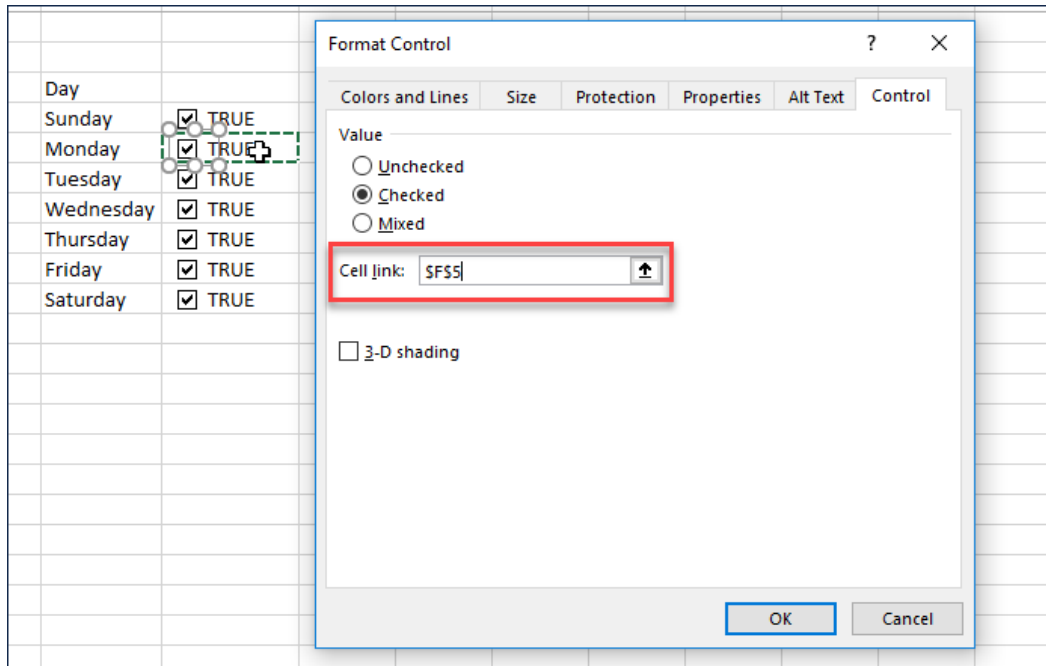 Format Control
?
Colors and Lines Size Protection Properties Alt Text Control
Value
Unchecked
Checked
Mixed
Cell link: $F$5
3-D shading
OK Cancel
Day
Sunday TRUE
Monday TRUE
Tuesday TRUE
Wednesday TRUE
Thursday TRUE
Friday TRUE
Saturday TRUE